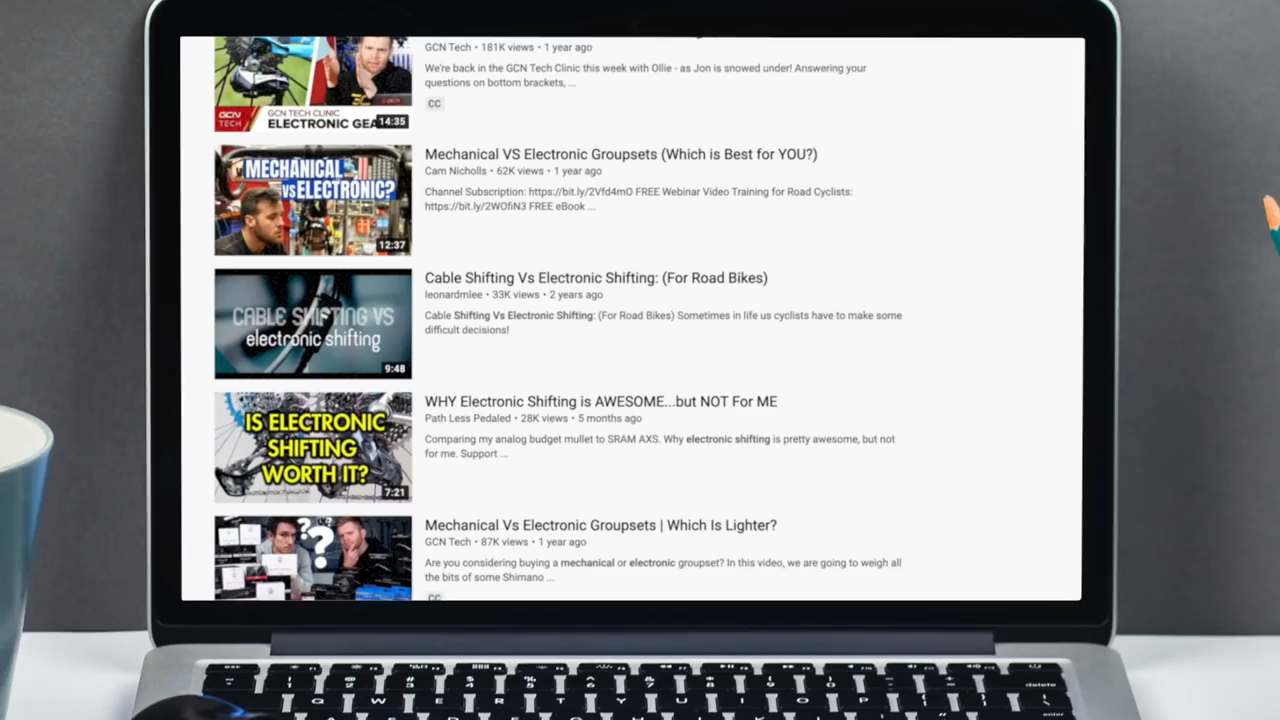 GCN Tech • 181K views • 1 year ago
We're back in the GCN Tech Clinic this week with Ollie - as Jon is snowed under! Answering your
questions on bottom brackets, ...
CC
GCN
TECH
GCN TECH CLINIC
ELECTRONIC GEA
14:35
MECHANICAL
VS ELECTRONIC?
12:37
Mechanical VS Electronic Groupsets (Which is Best for YOU?)
Cam Nicholls • 62K views • 1 year ago
Channel Subscription: https://bit.ly/2Vfd4mO FREE Webinar Video Training for Road Cyclists:
https://bit.ly/2WOfiN3 FREE eBook ...
CABLE SHIFTING VS
electronic shifting
9:48
Cable Shifting Vs Electronic Shifting: (For Road Bikes)
leonardmlee • 33K views • 2 years ago
Cable Shifting Vs Electronic Shifting: (For Road Bikes) Sometimes in life us cyclists have to make some
difficult decisions!
IS ELECTRONIC
SHIFTING
WORTH IT?
7:21
WHY Electronic Shifting is AWESOME...but NOT For ME
Path Less Pedaled • 28K views • 5 months ago
Comparing my analog budget mullet to SRAM AXS. Why electronic shifting is pretty awesome, but not
for me. Support ...
??
Mechanical Vs Electronic Groupsets | Which Is Lighter?
GCN Tech • 87K views • 1 year ago
Are you considering buying a mechanical or electronic groupset? In this video, we are going to weigh all
the bits of some Shimano ...
CC
delete
Q W E R T Y U I O P